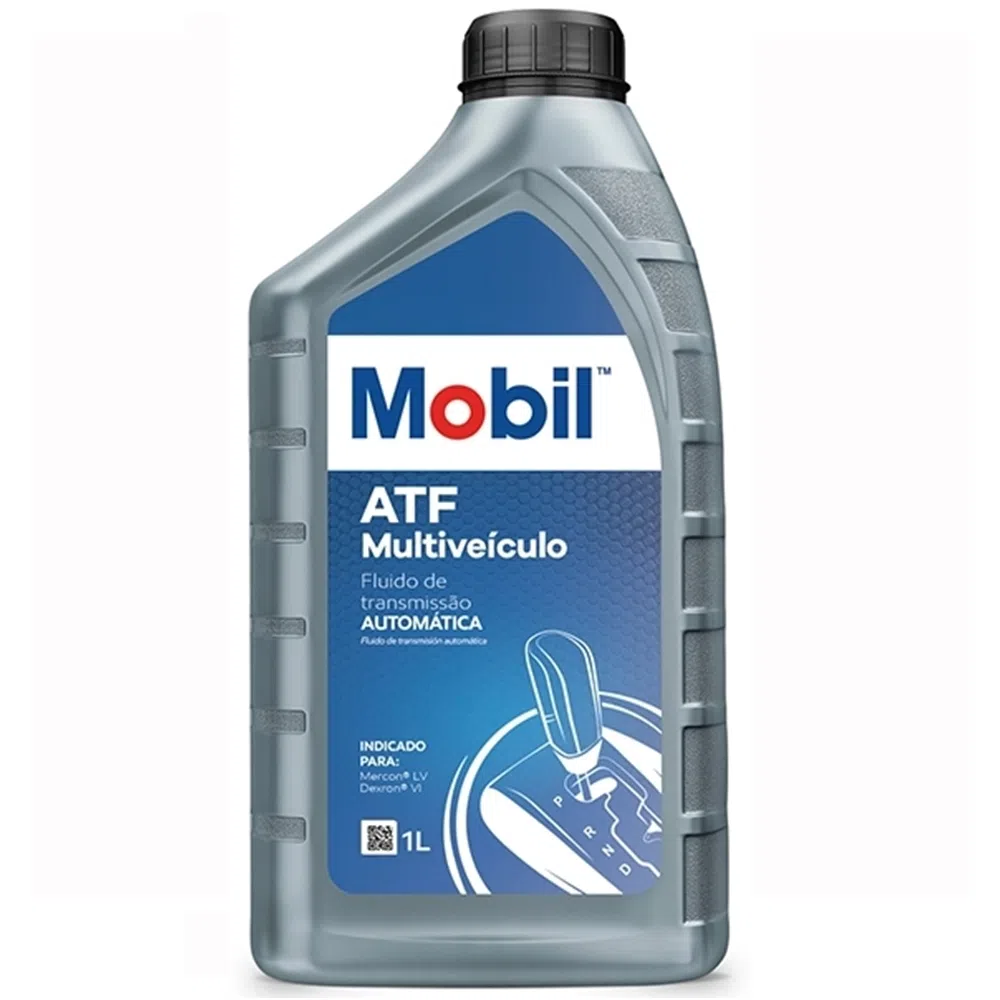 Mobil™
ATF
Multiveículo
Fluido de
transmissão
AUTOMÁTICA
Fluido de transmisión automática
INDICADO
PARA:
Mercon® LV
Dexron® VI
1L
P
R
N
D